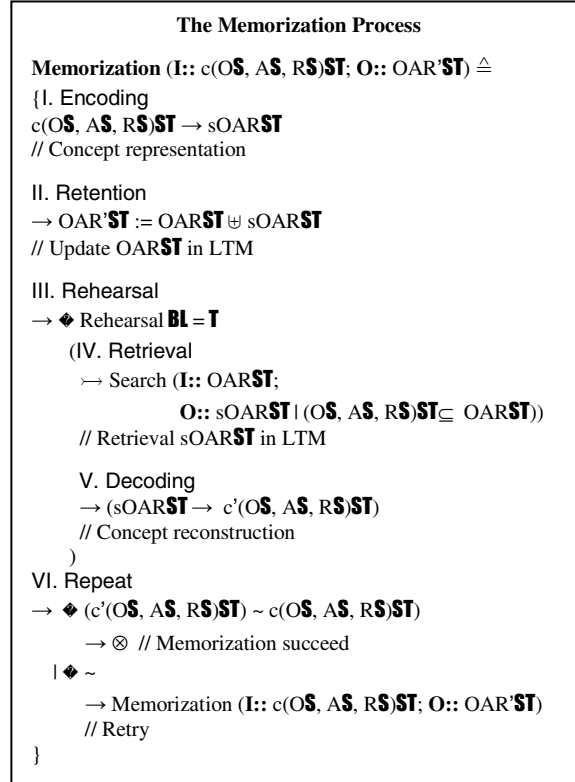 The Memorization Process
Memorization (I:: c(OS, AS, RS)ST; O:: OAR'ST) ≙
{I. Encoding
c(OS, AS, RS)ST → sOARST
// Concept representation
II. Retention
→ OAR'ST := OARST ⊎ sOARST
// Update OARST in LTM
III. Rehearsal
→ � Rehearsal BL = T
(IV. Retrieval
↣ Search (I:: OARST;
O:: sOARST | (OS, AS, RS)ST⊆ OARST))
// Retrieval sOARST in LTM
V. Decoding
→ (sOARST → c'(OS, AS, RS)ST)
// Concept reconstruction
)
VI. Repeat
→ � (c'(OS, AS, RS)ST) ~ c(OS, AS, RS)ST)
→ ⊗ // Memorization succeed
| � ~
→ Memorization (I:: c(OS, AS, RS)ST; O:: OAR'ST)
// Retry
}